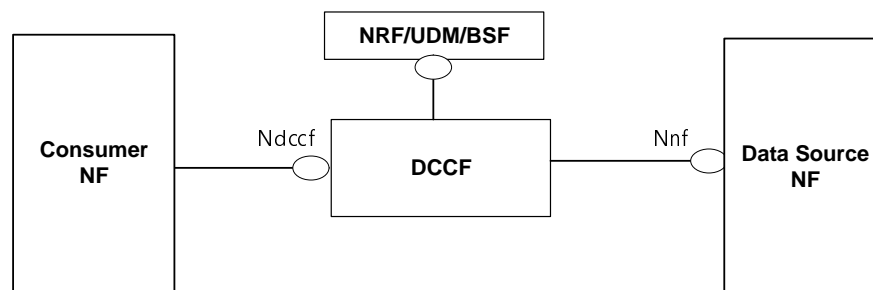 NRF/UDM/BSF
Consumer
NF
Ndccf
DCCF
Nnf
Data Source
NF